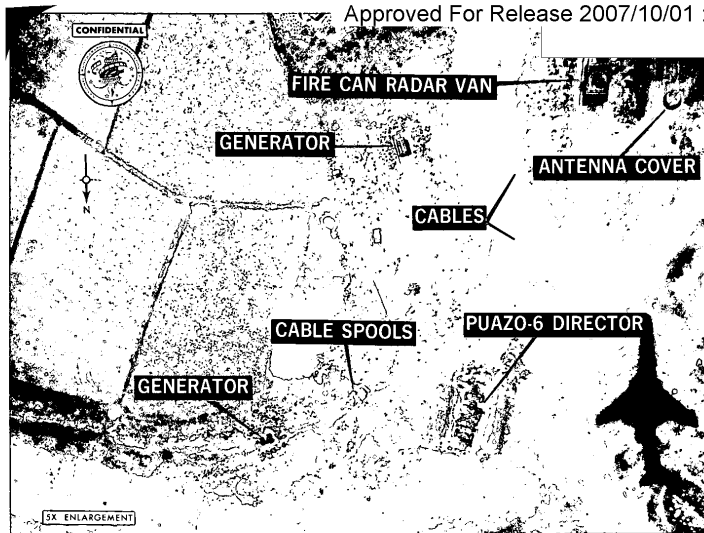 Approved For Release 2007/10/01 :
CONFIDENTIAL
FIRE CAN RADAR VAN
GENERATOR
ANTENNA COVER
N
CABLES
CABLE SPOOLS
PUAZO-6 DIRECTOR
GENERATOR
5X ENLARGEMENT